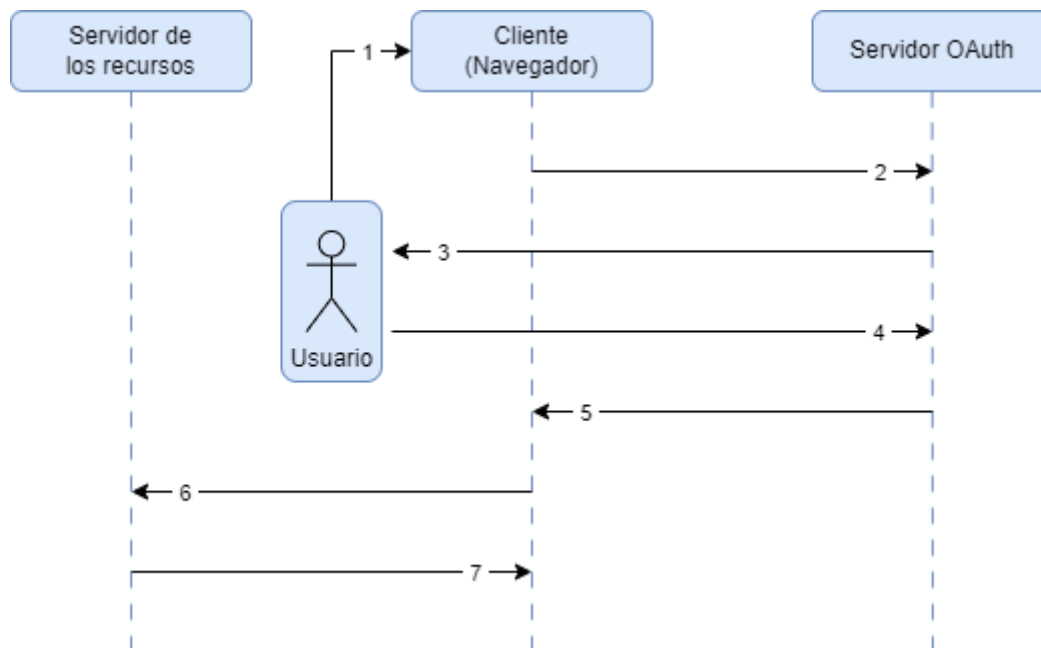 Servidor de
los recursos
Cliente
(Navegador)
Servidor OAuth
1
2
3
4
Usuario
5
6
7